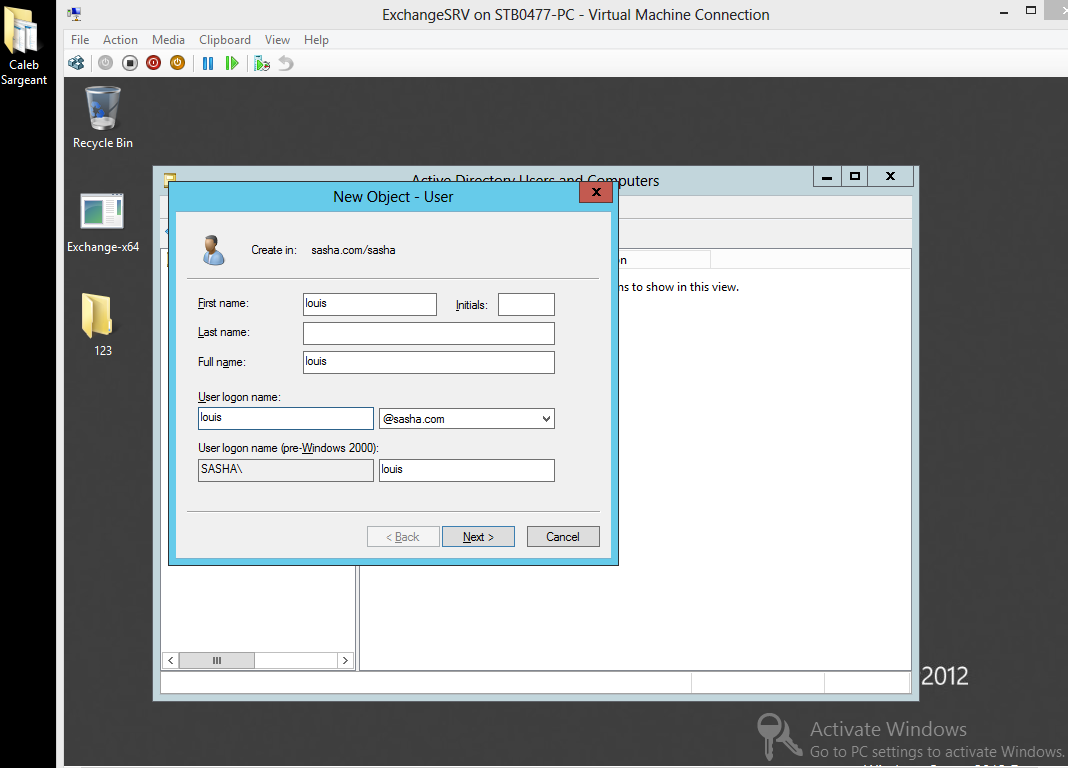 ExchangeSRV on STB0477-PC - Virtual Machine Connection
File Action Media Clipboard View Help
Caleb
Sargeant
Recycle Bin
Exchange-x64
123
Active Directory Users and Computers
New Object - User
Create in: sasha.com/sasha
First name: louis Initials:
Last name:
Full name: louis
User logon name:
louis @sasha.com
User logon name (pre-Windows 2000):
SASHA\ louis
< Back Next > Cancel
to show in this view.
2012
Activate Windows
Go to PC settings to activate Windows.